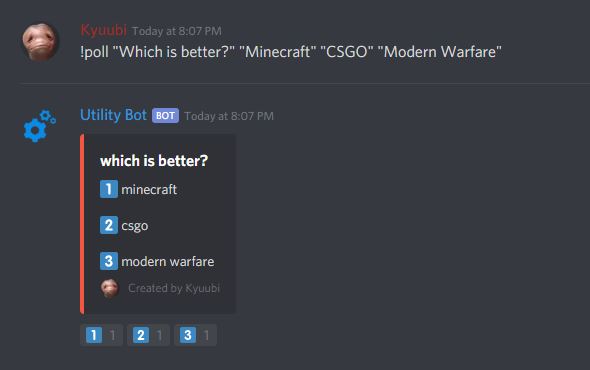 Kyuubi Today at 8:07 PM
!poll "Which is better?" "Minecraft" "CSGO" "Modern Warfare"
Utility Bot BOT Today at 8:07 PM
which is better?
1 minecraft
2 csgo
3 modern warfare
Created by Kyuubi
1 1 2 1 3 1